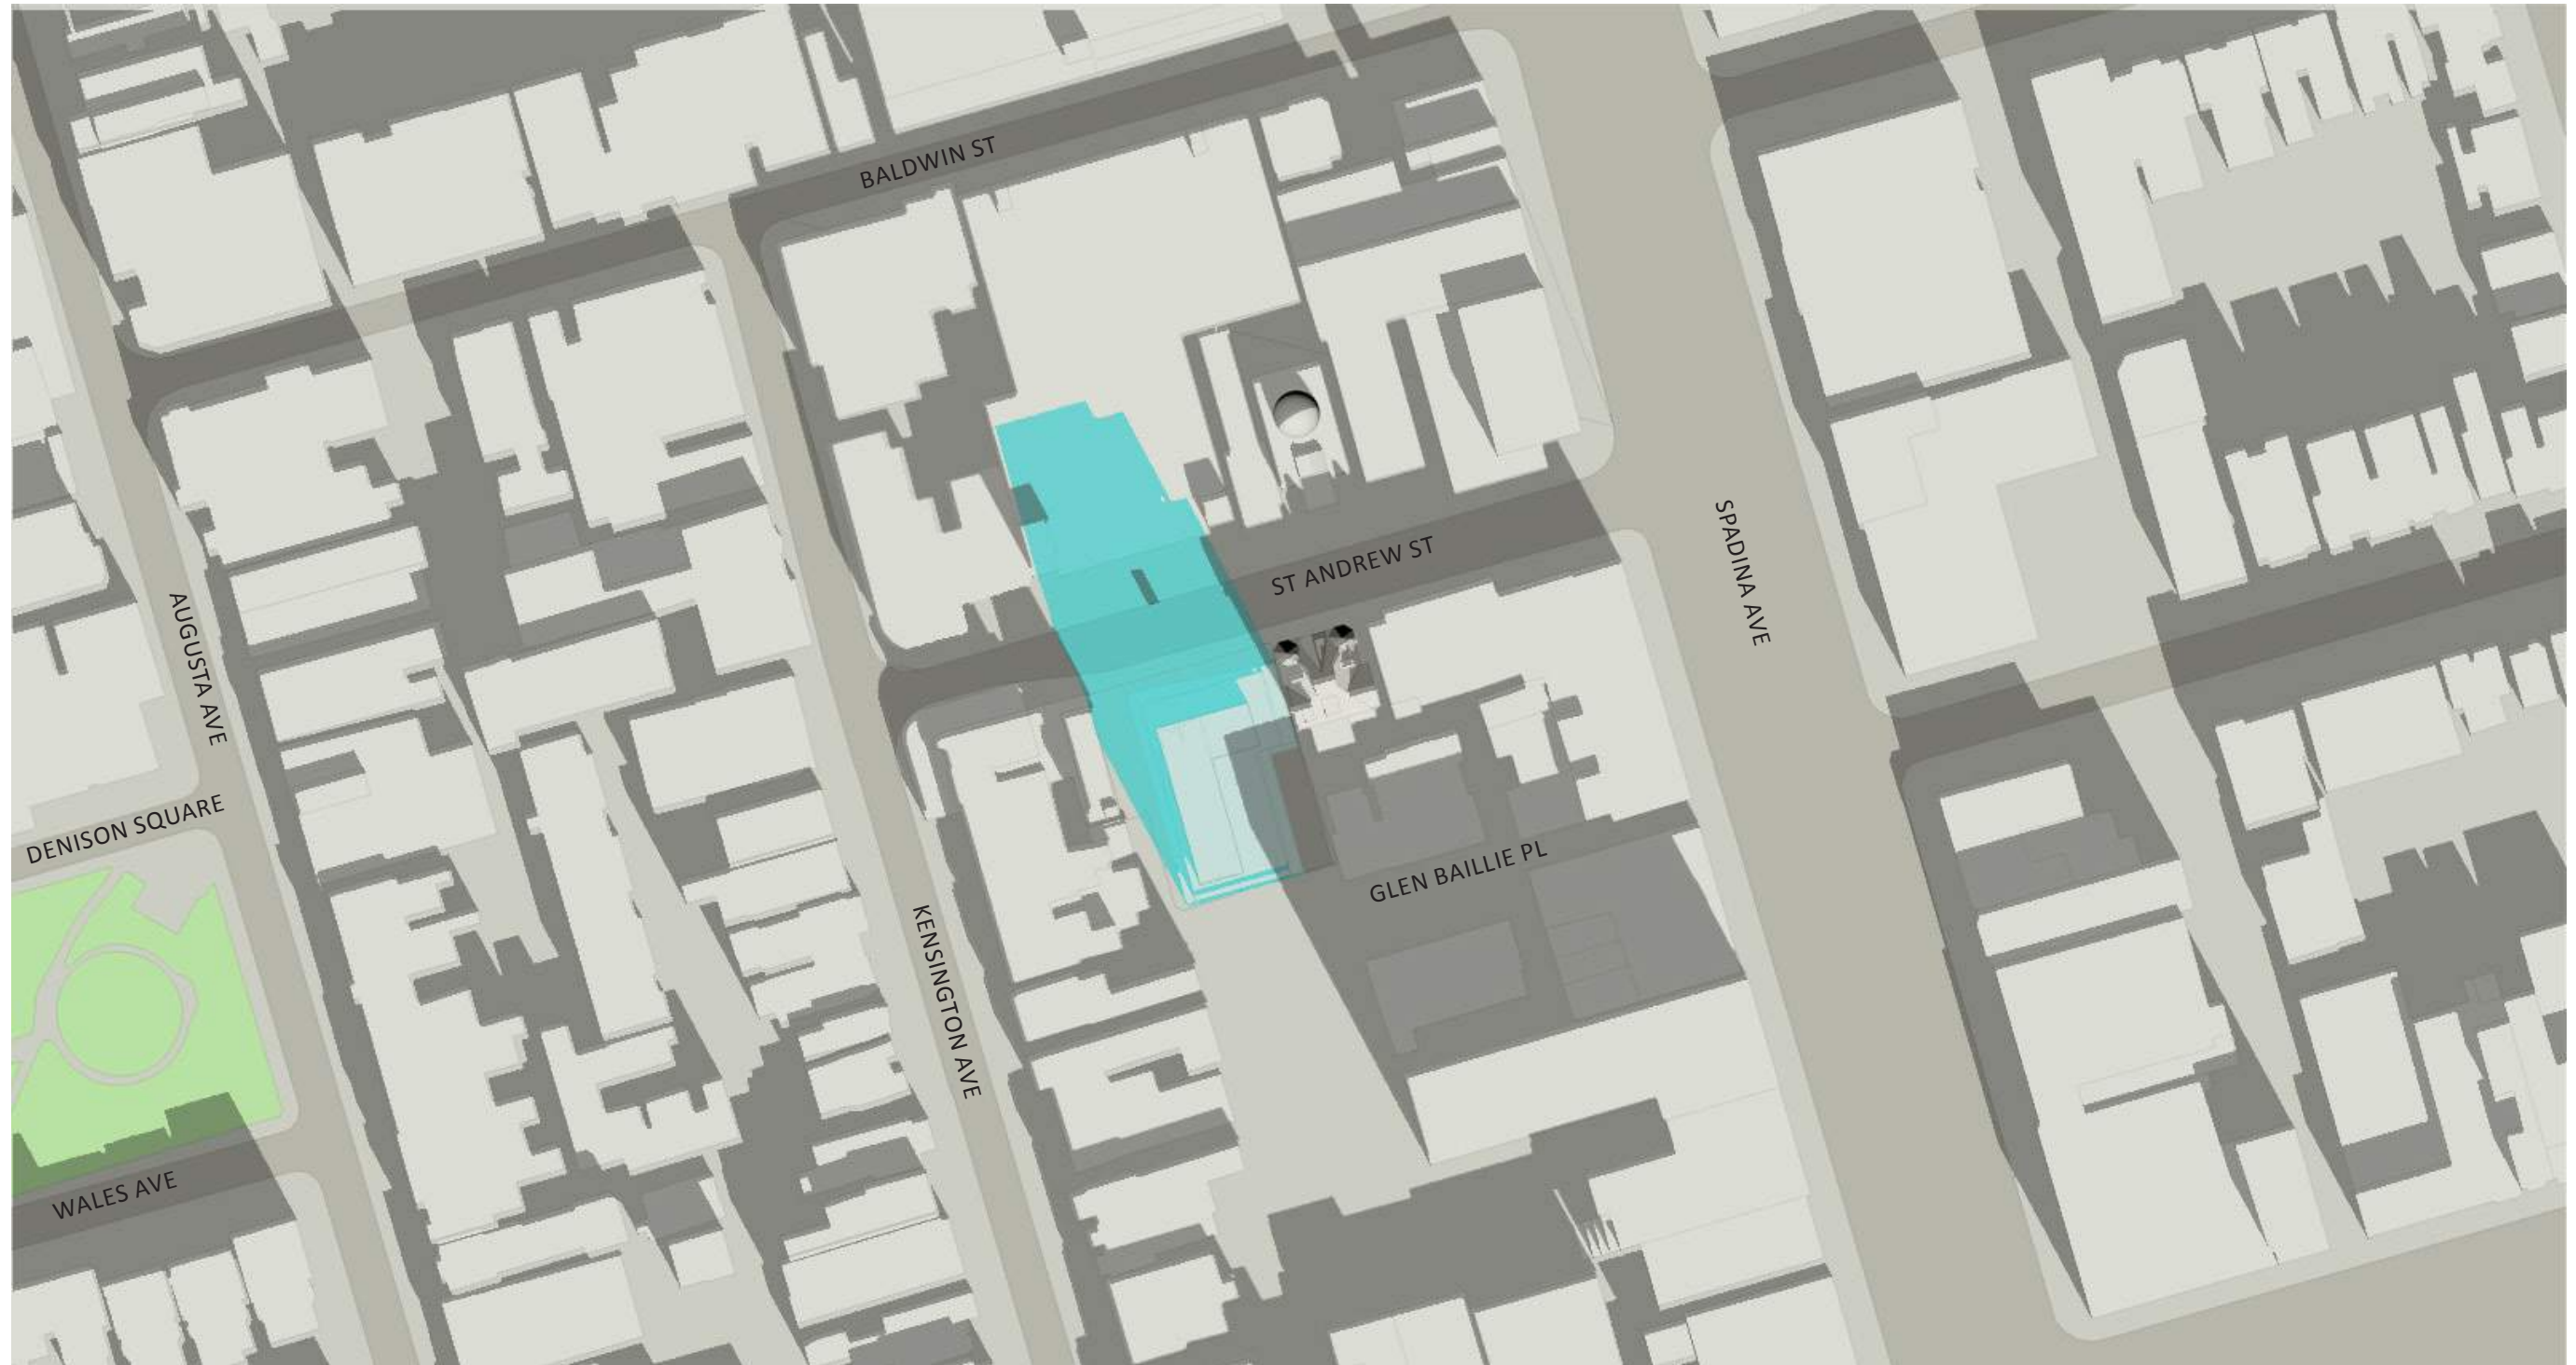 BALDWIN ST
ST ANDREW ST
SPADINA AVE
AUGUSTA AVE
DENISON SQUARE
GLEN BAILLIE PL
KENSINGTON AVE
WALES AVE